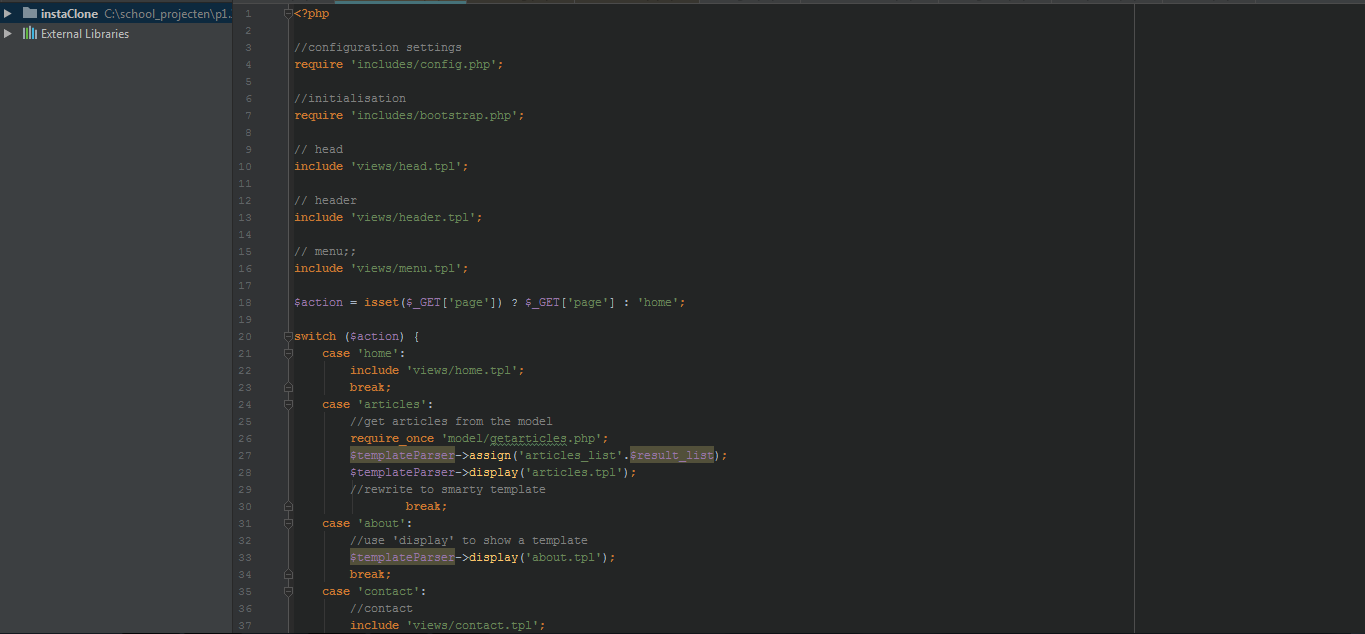 instaClone C:\school_projecten\p1.
External Libraries
1 <?php
2
3 //configuration settings
4 require 'includes/config.php';
5
6 //initialisation
7 require 'includes/bootstrap.php';
8
9 // head
10 include 'views/head.tpl';
11
12 // header
13 include 'views/header.tpl';
14
15 // menu;;
16 include 'views/menu.tpl';
17
18 $action = isset($_GET['page']) ? $_GET['page'] : 'home';
19
20 switch ($action) {
21 case 'home':
22 include 'views/home.tpl';
23 break;
24 case 'articles':
25 //get articles from the model
26 require_once 'model/getarticles.php';
27 $templateParser->assign('articles_list'.$result_list);
28 $templateParser->display('articles.tpl');
29 //rewrite to smarty template
30 break;
31 case 'about':
32 //use 'display' to show a template
33 $templateParser->display('about.tpl');
34 break;
35 case 'contact':
36 //contact
37 include 'views/contact.tpl';